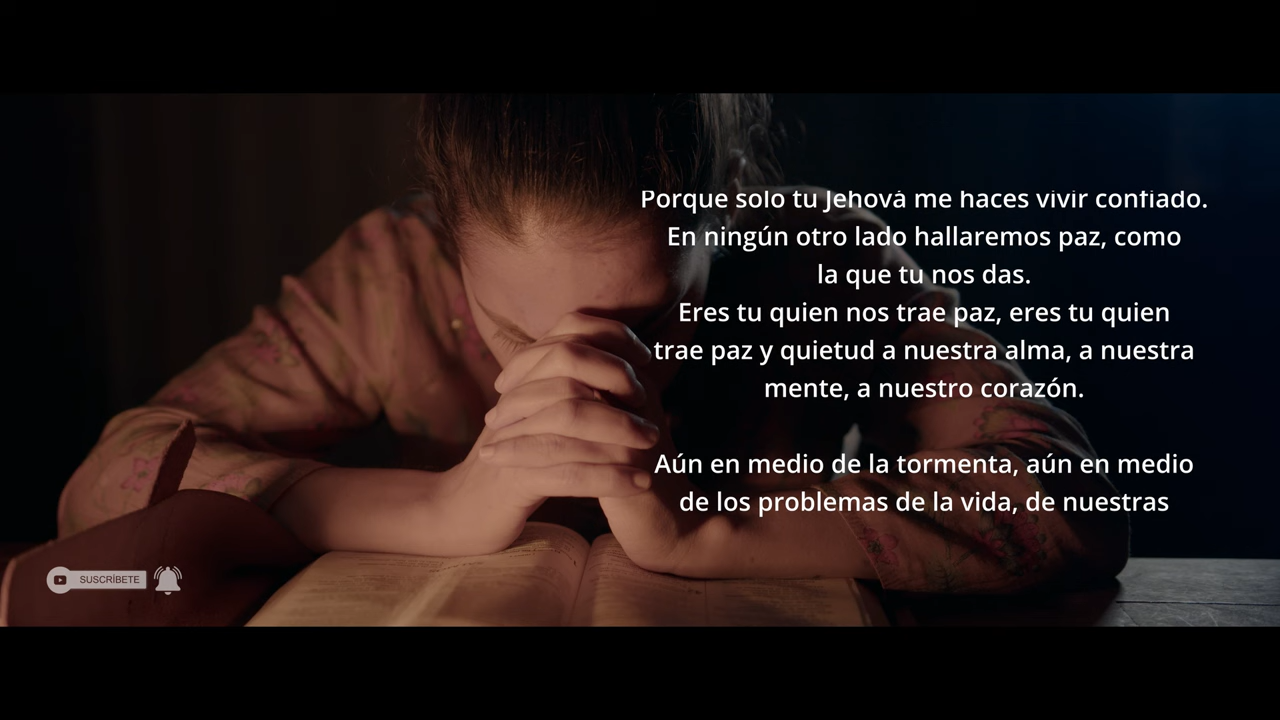 Porque solo tu Jehová me haces vivir confiado.
En ningún otro lado hallaremos paz, como
la que tu nos das.
Eres tu quien nos trae paz, eres tu quien
trae paz y quietud a nuestra alma, a nuestra
mente, a nuestro corazón.
Aún en medio de la tormenta, aún en medio
de los problemas de la vida, de nuestras
SUSCRÍBETE